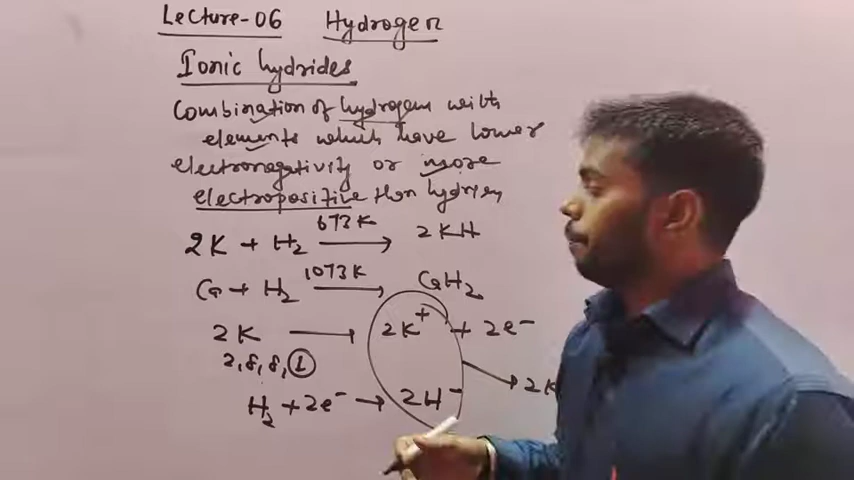 Lecture-06 Hydrogen
Ionic hydrides
Combination of hydrogen with
elements which have lower
electronegativity or more
electropositive than
2K + H₂ 673K → 2KH
Ca + H₂ 1073K → CaH₂
2K → 2K⁺ + 2e⁻
2,8,8,1
→ 2K
H₂ + 2e⁻ → 2H⁻